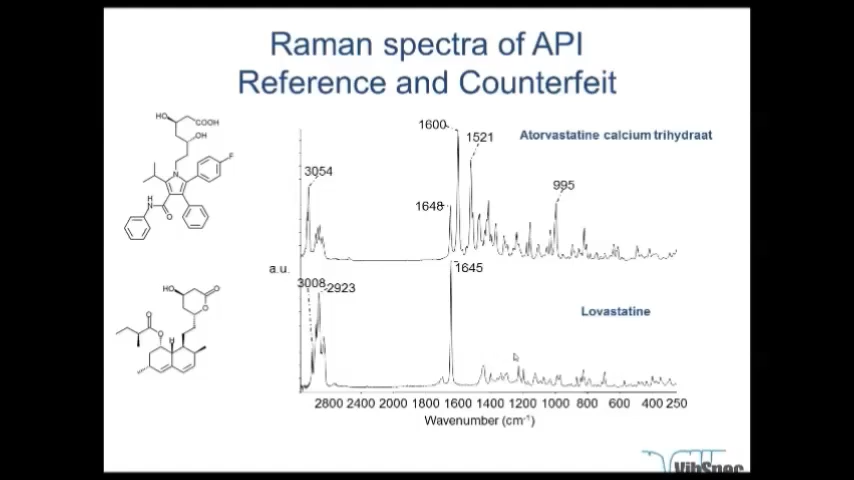 Raman spectra of API
Reference and Counterfeit
Atorvastatine calcium trihydraat
1600
1521
3054
995
1648
HO
COOH
OH
F
N
H
N
O
a.u.
1645
3008
2923
Lovastatine
HO
O
O
O
O
H
2800 2400 2000 1800 1600 1400 1200 1000 800 600 400 250
Wavenumber (cm⁻¹)
VibSpec